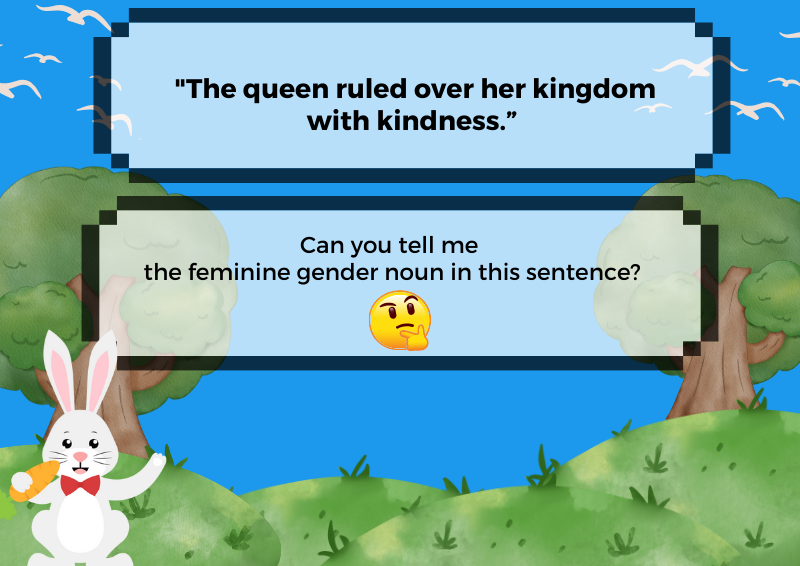 "The queen ruled over her kingdom
with kindness.”
Can you tell me
the feminine gender noun in this sentence?